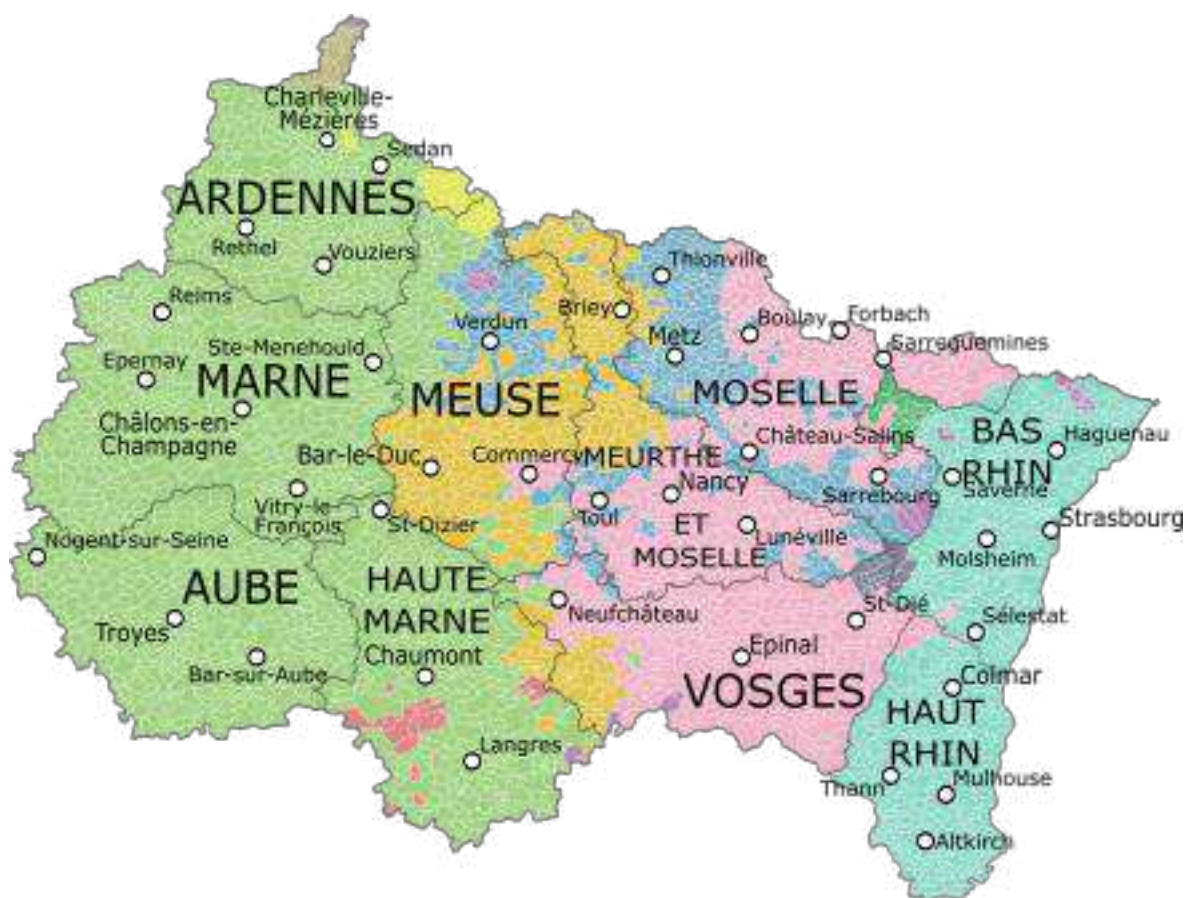 Charleville-
Mézières
Sedan
ARDENNES
Rethel
Vouziers
Thionville
Reims
Briey
Verdun
Boulay
Forbach
Metz
Sarreguemines
Epernay
Ste-Menehould
MARNE
MEUSE
MOSELLE
Châlons-en-
Champagne
Château-Salins
BAS
RHIN
Haguenau
Bar-le-Duc
Commercy
MEURTHE
ET
MOSELLE
Nancy
Sarrebourg
Saverne
Vitry-le
François
St-Dizier
Toul
Lunéville
Strasbourg
Nogent-sur-Seine
Molsheim
AUBE
HAUTE
MARNE
Neufchâteau
St-Dié
Sélestat
Troyes
Bar-sur-Aube
Chaumont
Epinal
VOSGES
Colmar
HAUT
RHIN
Langres
Thann
Mulhouse
Altkirch